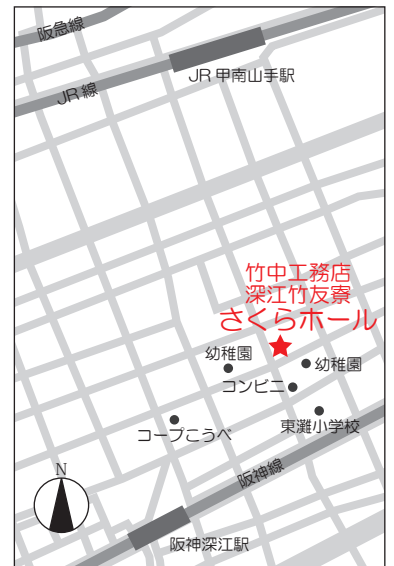 阪急線
JR線
JR 甲南山手駅
竹中工務店
深江竹友寮
さくらホール
幼稚園
幼稚園
コンビニ
東灘小学校
コープこうべ
阪神線
N
阪神深江駅